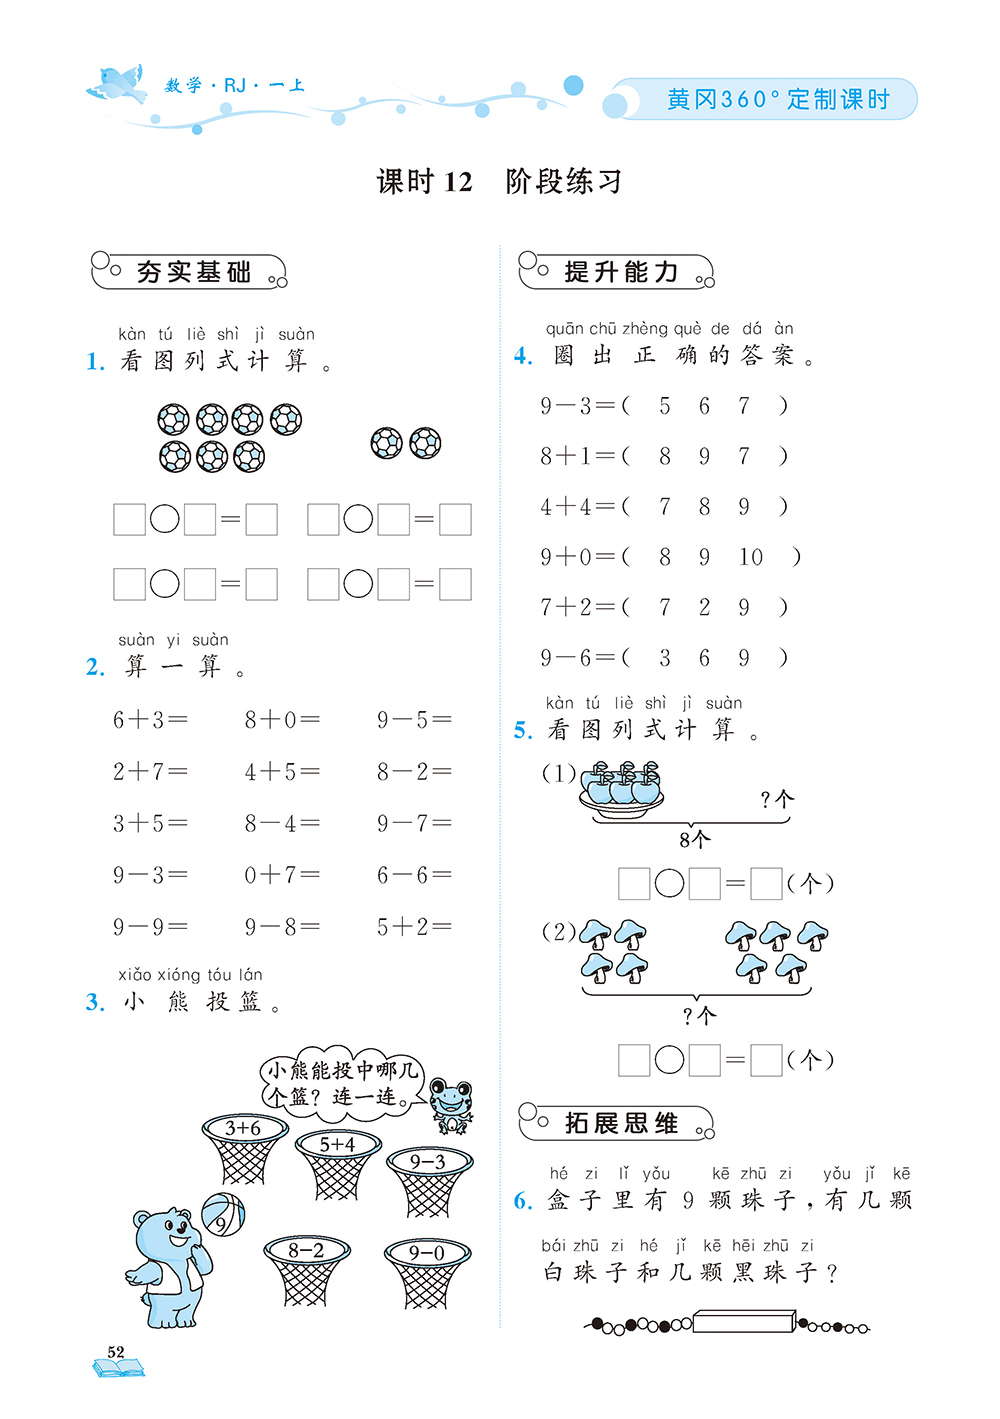 数学·RJ·一上
黄冈360°定制课时
课时12 阶段练习
夯实基础
kàn tú liè shì jì suàn
1. 看图列式计算。
□○□=□ □○□=□
□○□=□ □○□=□
suàn yi suàn
2. 算一算。
6+3= 8+0= 9-5=
2+7= 4+5= 8-2=
3+5= 8-4= 9-7=
9-3= 0+7= 6-6=
9-9= 9-8= 5+2=
xiǎo xióng tóu lán
3. 小熊投篮。
小熊能投中哪几
个篮？连一连。
3+6
5+4
9-3
9
8-2
9-0
52
提升能力
quān chū zhèng què de dá àn
4. 圈出正确的答案。
9-3=( 5 6 7 )
8+1=( 8 9 7 )
4+4=( 7 8 9 )
9+0=( 8 9 10 )
7+2=( 7 2 9 )
9-6=( 3 6 9 )
kàn tú liè shì jì suàn
5. 看图列式计算。
(1)
?个
8个
□○□=□(个)
(2)
?个
□○□=□(个)
拓展思维
hé zi lǐ yǒu kē zhū zi yǒu jǐ kē
6. 盒子里有9颗珠子,有几颗
bái zhū zi hé jǐ kē hēi zhū zi
白珠子和几颗黑珠子?